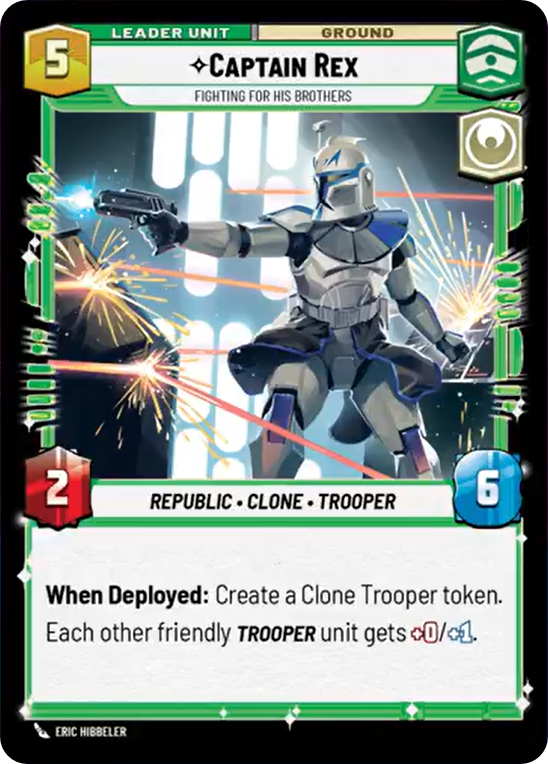 LEADER UNIT GROUND
5
✧CAPTAIN REX
FIGHTING FOR HIS BROTHERS
2
REPUBLIC • CLONE • TROOPER
6
When Deployed: Create a Clone Trooper token.
Each other friendly TROOPER unit gets +0/+1.
ERIC HIBBELER